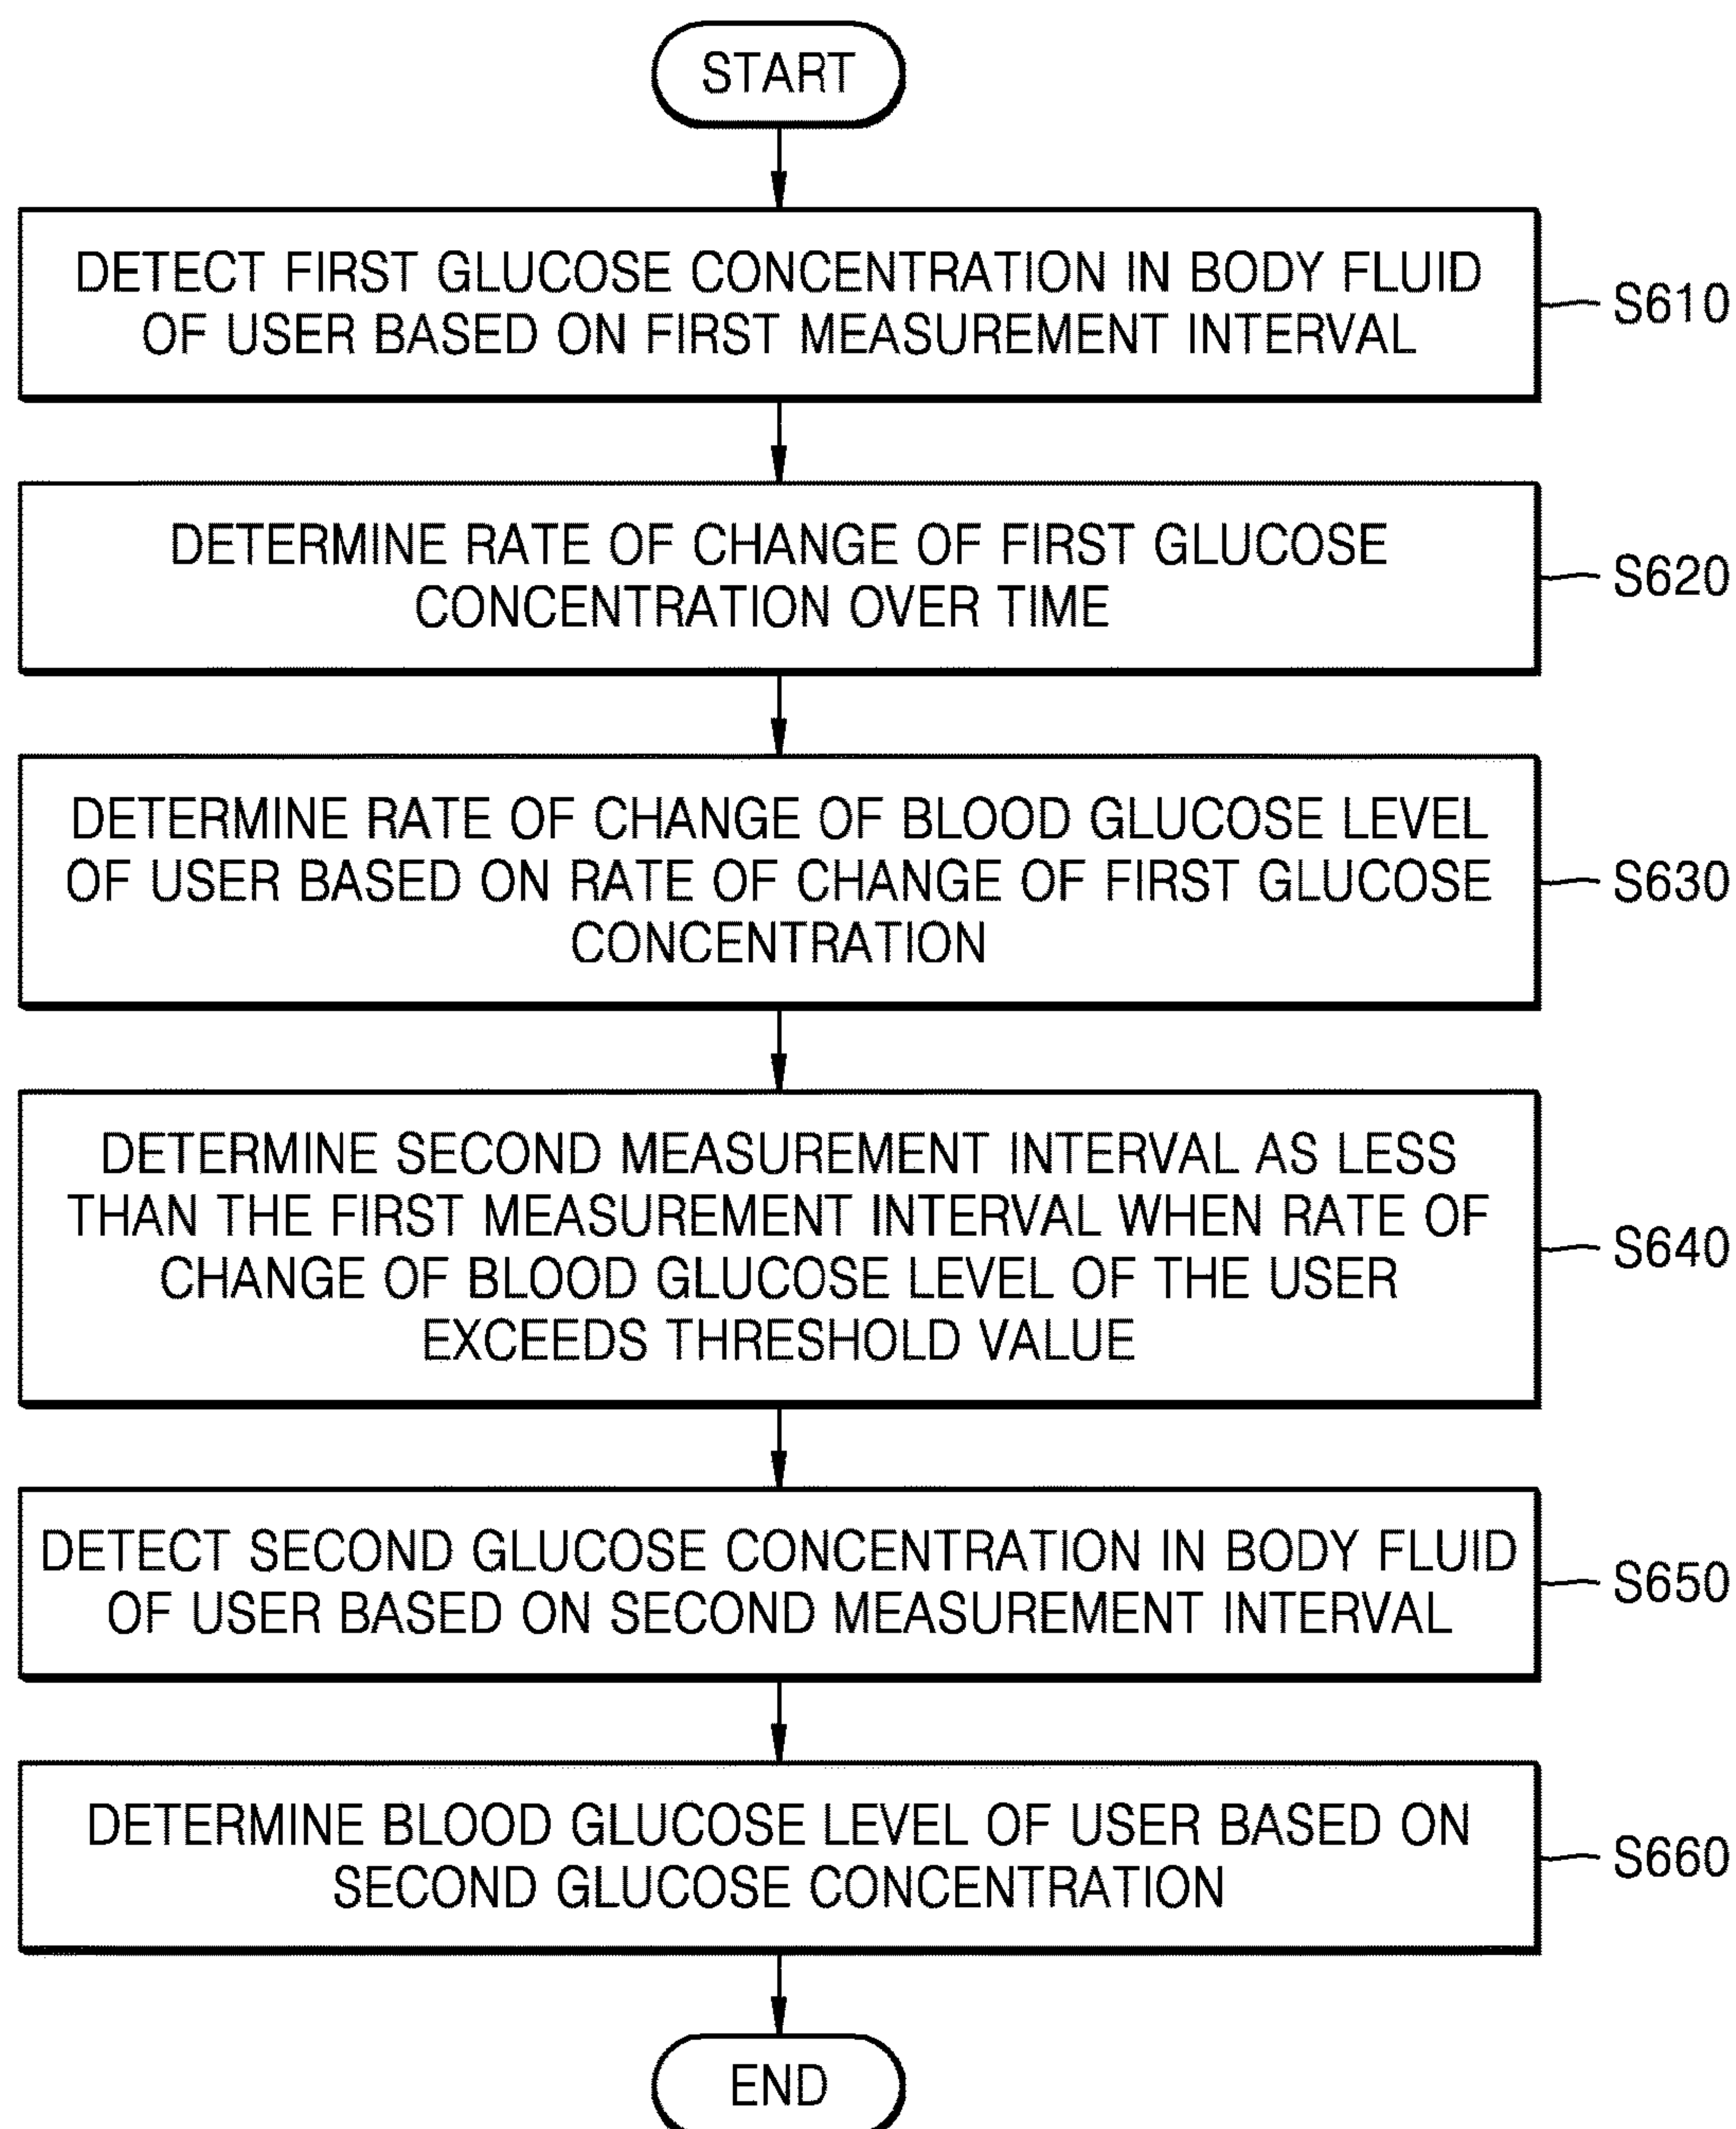 START
DETECT FIRST GLUCOSE CONCENTRATION IN BODY FLUID
OF USER BASED ON FIRST MEASUREMENT INTERVAL
S610
DETERMINE RATE OF CHANGE OF FIRST GLUCOSE
CONCENTRATION OVER TIME
S620
DETERMINE RATE OF CHANGE OF BLOOD GLUCOSE LEVEL
OF USER BASED ON RATE OF CHANGE OF FIRST GLUCOSE
CONCENTRATION
S630
DETERMINE SECOND MEASUREMENT INTERVAL AS LESS
THAN THE FIRST MEASUREMENT INTERVAL WHEN RATE OF
CHANGE OF BLOOD GLUCOSE LEVEL OF THE USER
EXCEEDS THRESHOLD VALUE
S640
DETECT SECOND GLUCOSE CONCENTRATION IN BODY FLUID
OF USER BASED ON SECOND MEASUREMENT INTERVAL
S650
DETERMINE BLOOD GLUCOSE LEVEL OF USER BASED ON
SECOND GLUCOSE CONCENTRATION
S660
END